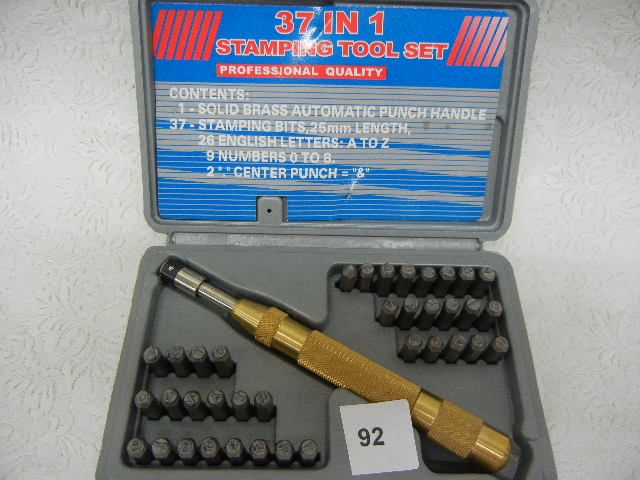 37 IN 1
STAMPING TOOL SET
PROFESSIONAL QUALITY
CONTENTS:
1 - SOLID BRASS AUTOMATIC PUNCH HANDLE
37 - STAMPING BITS,25mm LENGTH,
26 ENGLISH LETTERS: A TO Z
9 NUMBERS 0 TO 8
2 "." CENTER PUNCH = "&"
92